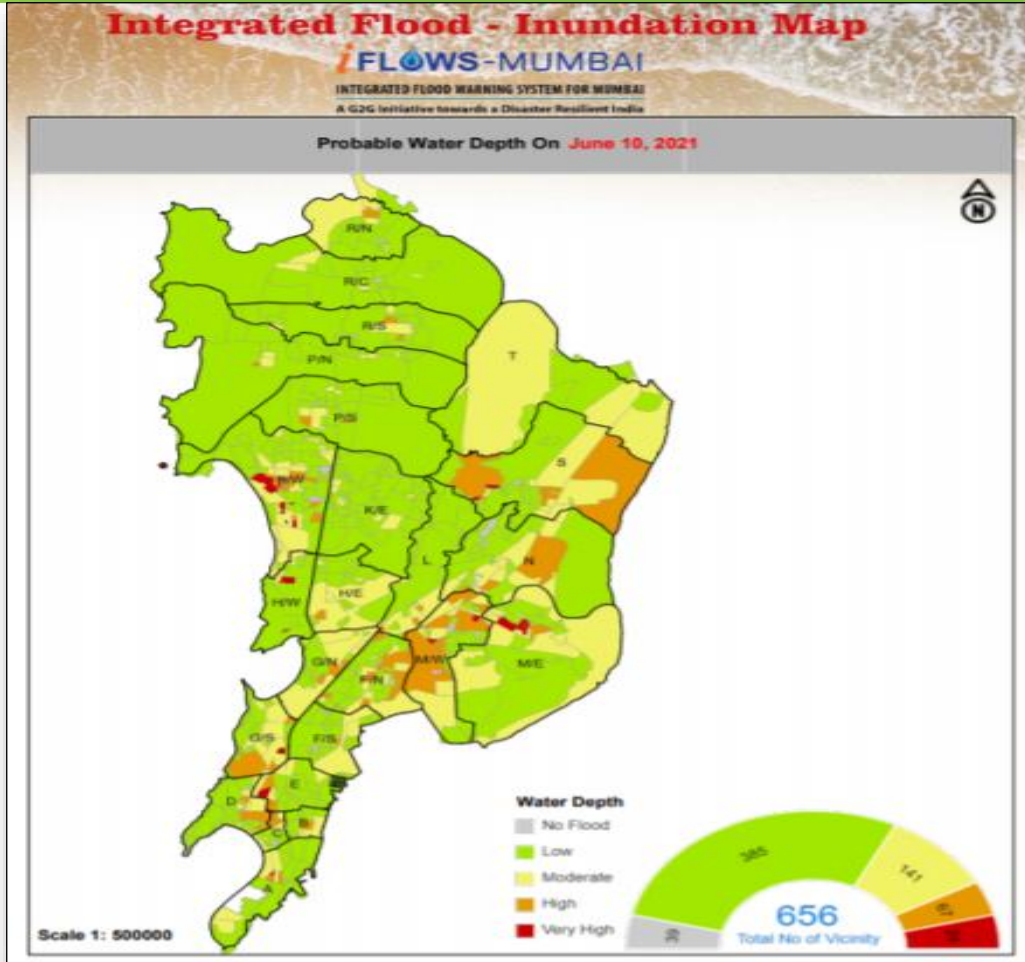 Integrated Flood - Inundation Map
iFLOWS-MUMBAI
INTEGRATED FLOOD WARNING SYSTEM FOR MUMBAI
A G2G Initiative towards a Disaster Resilient India
Probable Water Depth On June 10, 2021
N
R/N
R/C
R/S
T
P/N
P/S
S
K/W
K/E
L
N
H/E
H/W
G/N
M/W
M/E
F/N
G/S
F/S
E
D
B
C
A
Water Depth
No Flood
Low
Moderate
High
Very High
385
141
656
Total No of Vicinity
Scale 1: 500000